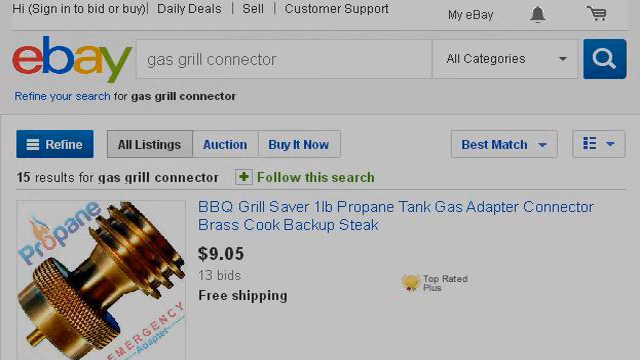 Hi (Sign in to bid or buy)| Daily Deals | Sell | Customer Support My eBay
ebay gas grill connector All Categories
Refine your search for gas grill connector
Refine All Listings Auction Buy It Now Best Match
15 results for gas grill connector + Follow this search
BBQ Grill Saver 1lb Propane Tank Gas Adapter Connector
Brass Cook Backup Steak
$9.05
13 bids
Free shipping
Top Rated
Plus
Propane
EMERGENCY
Adapter